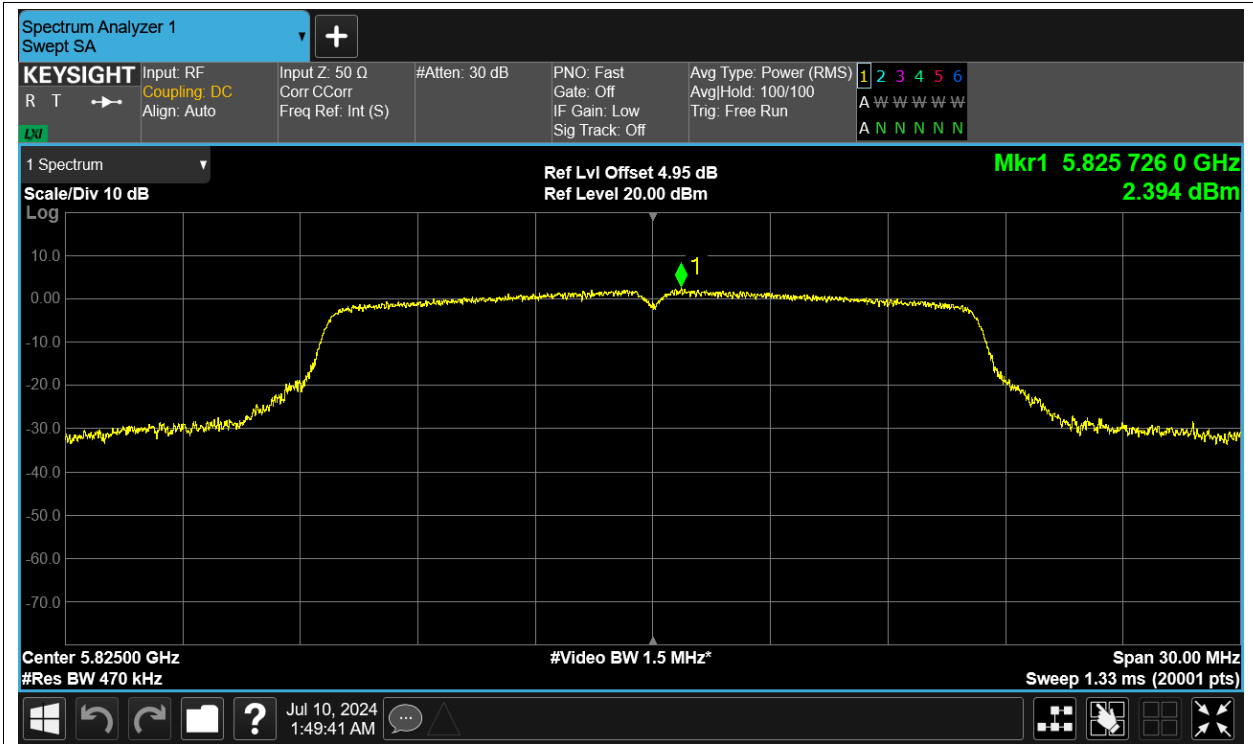 Spectrum Analyzer 1
Swept SA
KEYSIGHT
R T
LXI
Input: RF
Coupling: DC
Align: Auto
Input Z: 50 Ω
Corr CCorr
Freq Ref: Int (S)
#Atten: 30 dB
PNO: Fast
Gate: Off
IF Gain: Low
Sig Track: Off
Avg Type: Power (RMS)
Avg|Hold: 100/100
Trig: Free Run
1 2 3 4 5 6
A W W W W W
A N N N N N
1 Spectrum
Scale/Div 10 dB
Ref Lvl Offset 4.95 dB
Ref Level 20.00 dBm
Mkr1 5.825 726 0 GHz
2.394 dBm
Log
10.0
0.00
-10.0
-20.0
-30.0
-40.0
-50.0
-60.0
-70.0
1
Center 5.82500 GHz
#Res BW 470 kHz
#Video BW 1.5 MHz*
Span 30.00 MHz
Sweep 1.33 ms (20001 pts)
?
Jul 10, 2024
1:49:41 AM